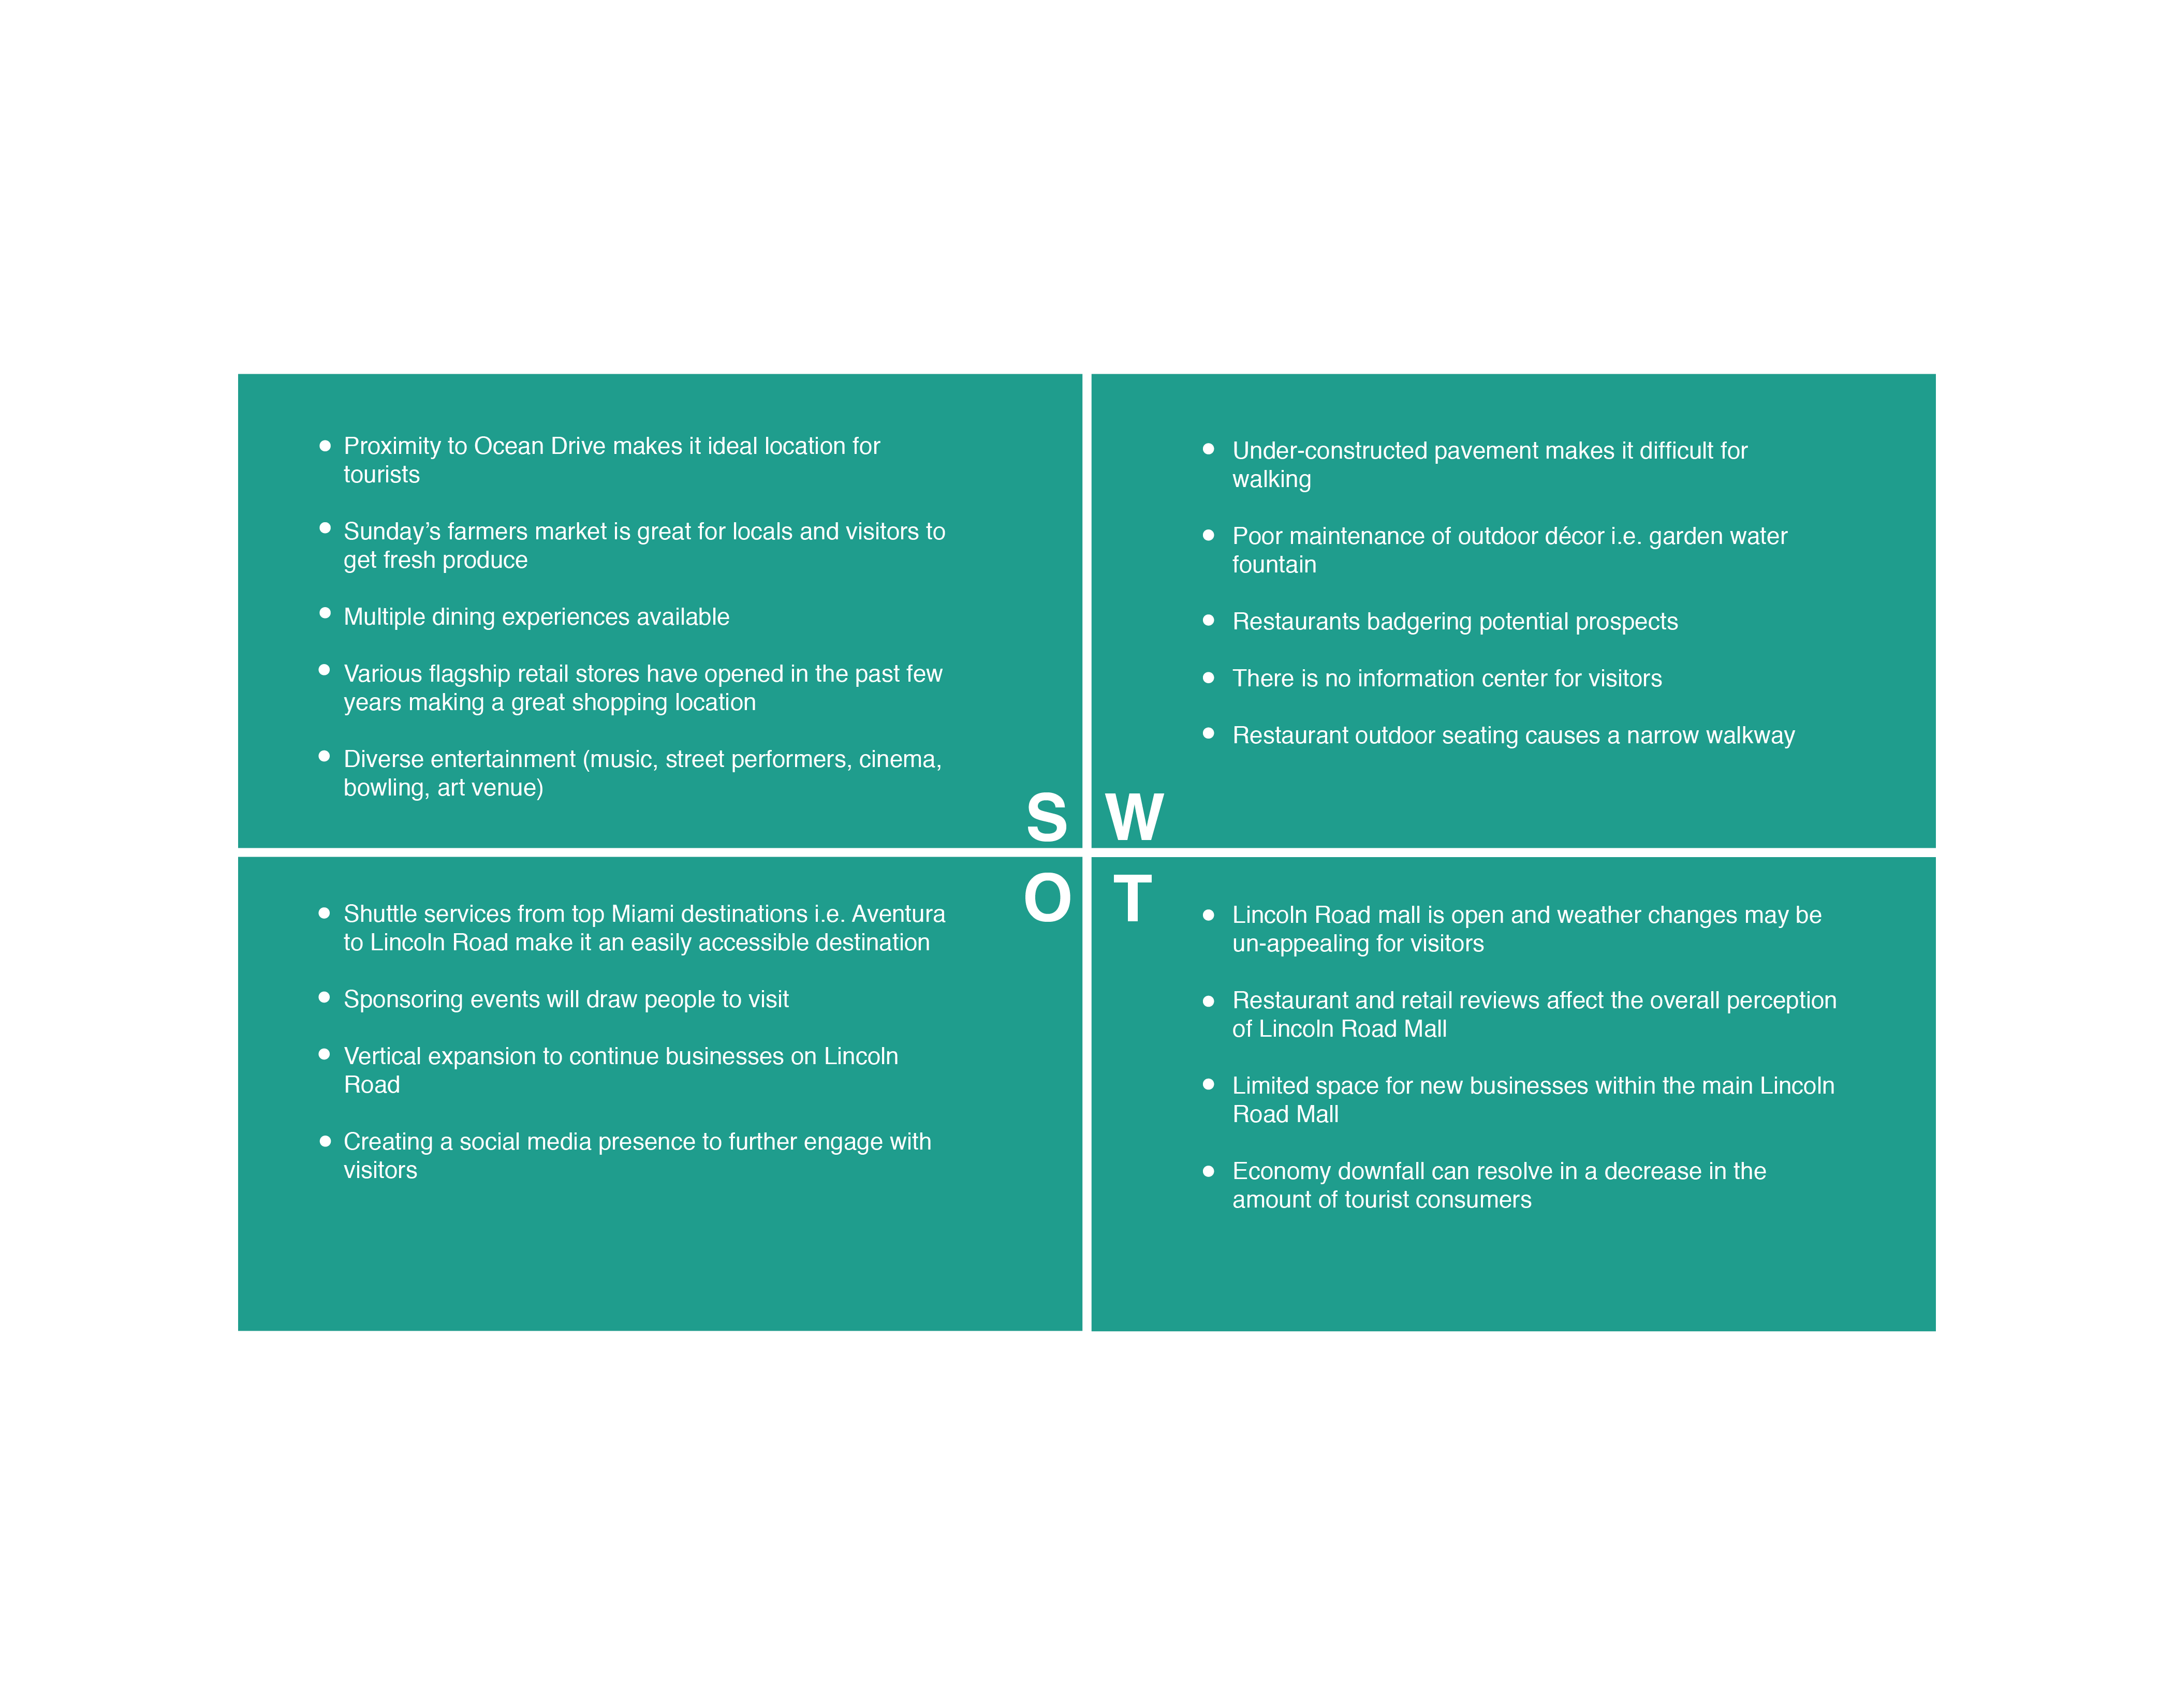 Proximity to Ocean Drive makes it ideal location for
tourists
Sunday’s farmers market is great for locals and visitors to
get fresh produce
Multiple dining experiences available
Various flagship retail stores have opened in the past few
years making a great shopping location
Diverse entertainment (music, street performers, cinema,
bowling, art venue)
S
Under-constructed pavement makes it difficult for
walking
Poor maintenance of outdoor décor i.e. garden water
fountain
Restaurants badgering potential prospects
There is no information center for visitors
Restaurant outdoor seating causes a narrow walkway
W
O
Shuttle services from top Miami destinations i.e. Aventura
to Lincoln Road make it an easily accessible destination
Sponsoring events will draw people to visit
Vertical expansion to continue businesses on Lincoln
Road
Creating a social media presence to further engage with
visitors
T
Lincoln Road mall is open and weather changes may be
un-appealing for visitors
Restaurant and retail reviews affect the overall perception
of Lincoln Road Mall
Limited space for new businesses within the main Lincoln
Road Mall
Economy downfall can resolve in a decrease in the
amount of tourist consumers